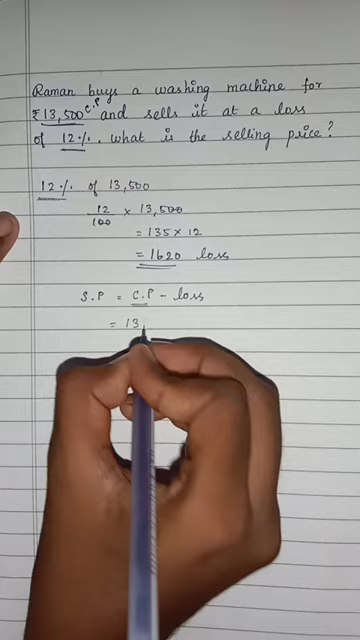 Raman buys a washing machine for
₹13,500 C.P and sells it at a loss
of 12%. what is the selling price?
12% of 13,500
12/100 × 13,500
= 135 × 12
= 1620 loss
S.P = C.P - loss
= 13,